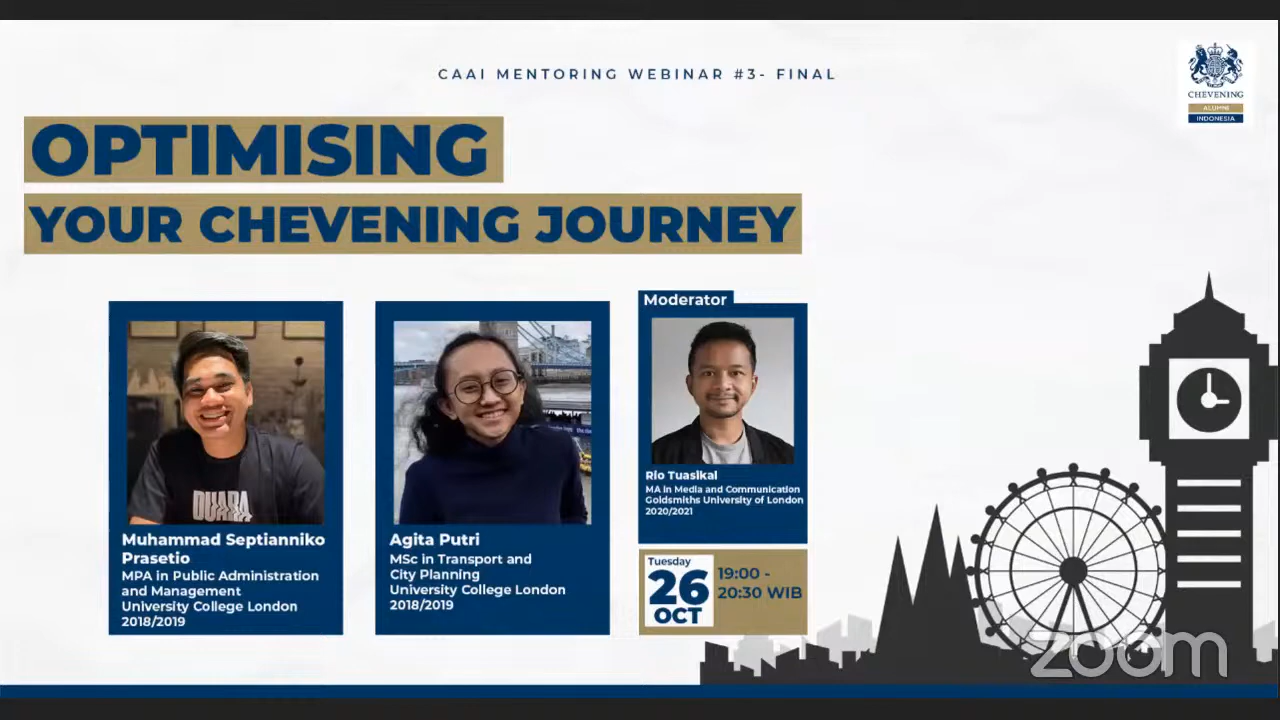 CAAI MENTORING WEBINAR #3- FINAL
CHEVENING
ALUMNI
INDONESIA
OPTIMISING
YOUR CHEVENING JOURNEY
DUARA
Muhammad Septianniko
Prasetio
MPA in Public Administration
and Management
University College London
2018/2019
Agita Putri
MSc in Transport and
City Planning
University College London
2018/2019
Moderator
Rio Tuasikal
MA in Media and Communication
Goldsmiths University of London
2020/2021
Tuesday
26
OCT
19:00 -
20:30 WIB
zoom